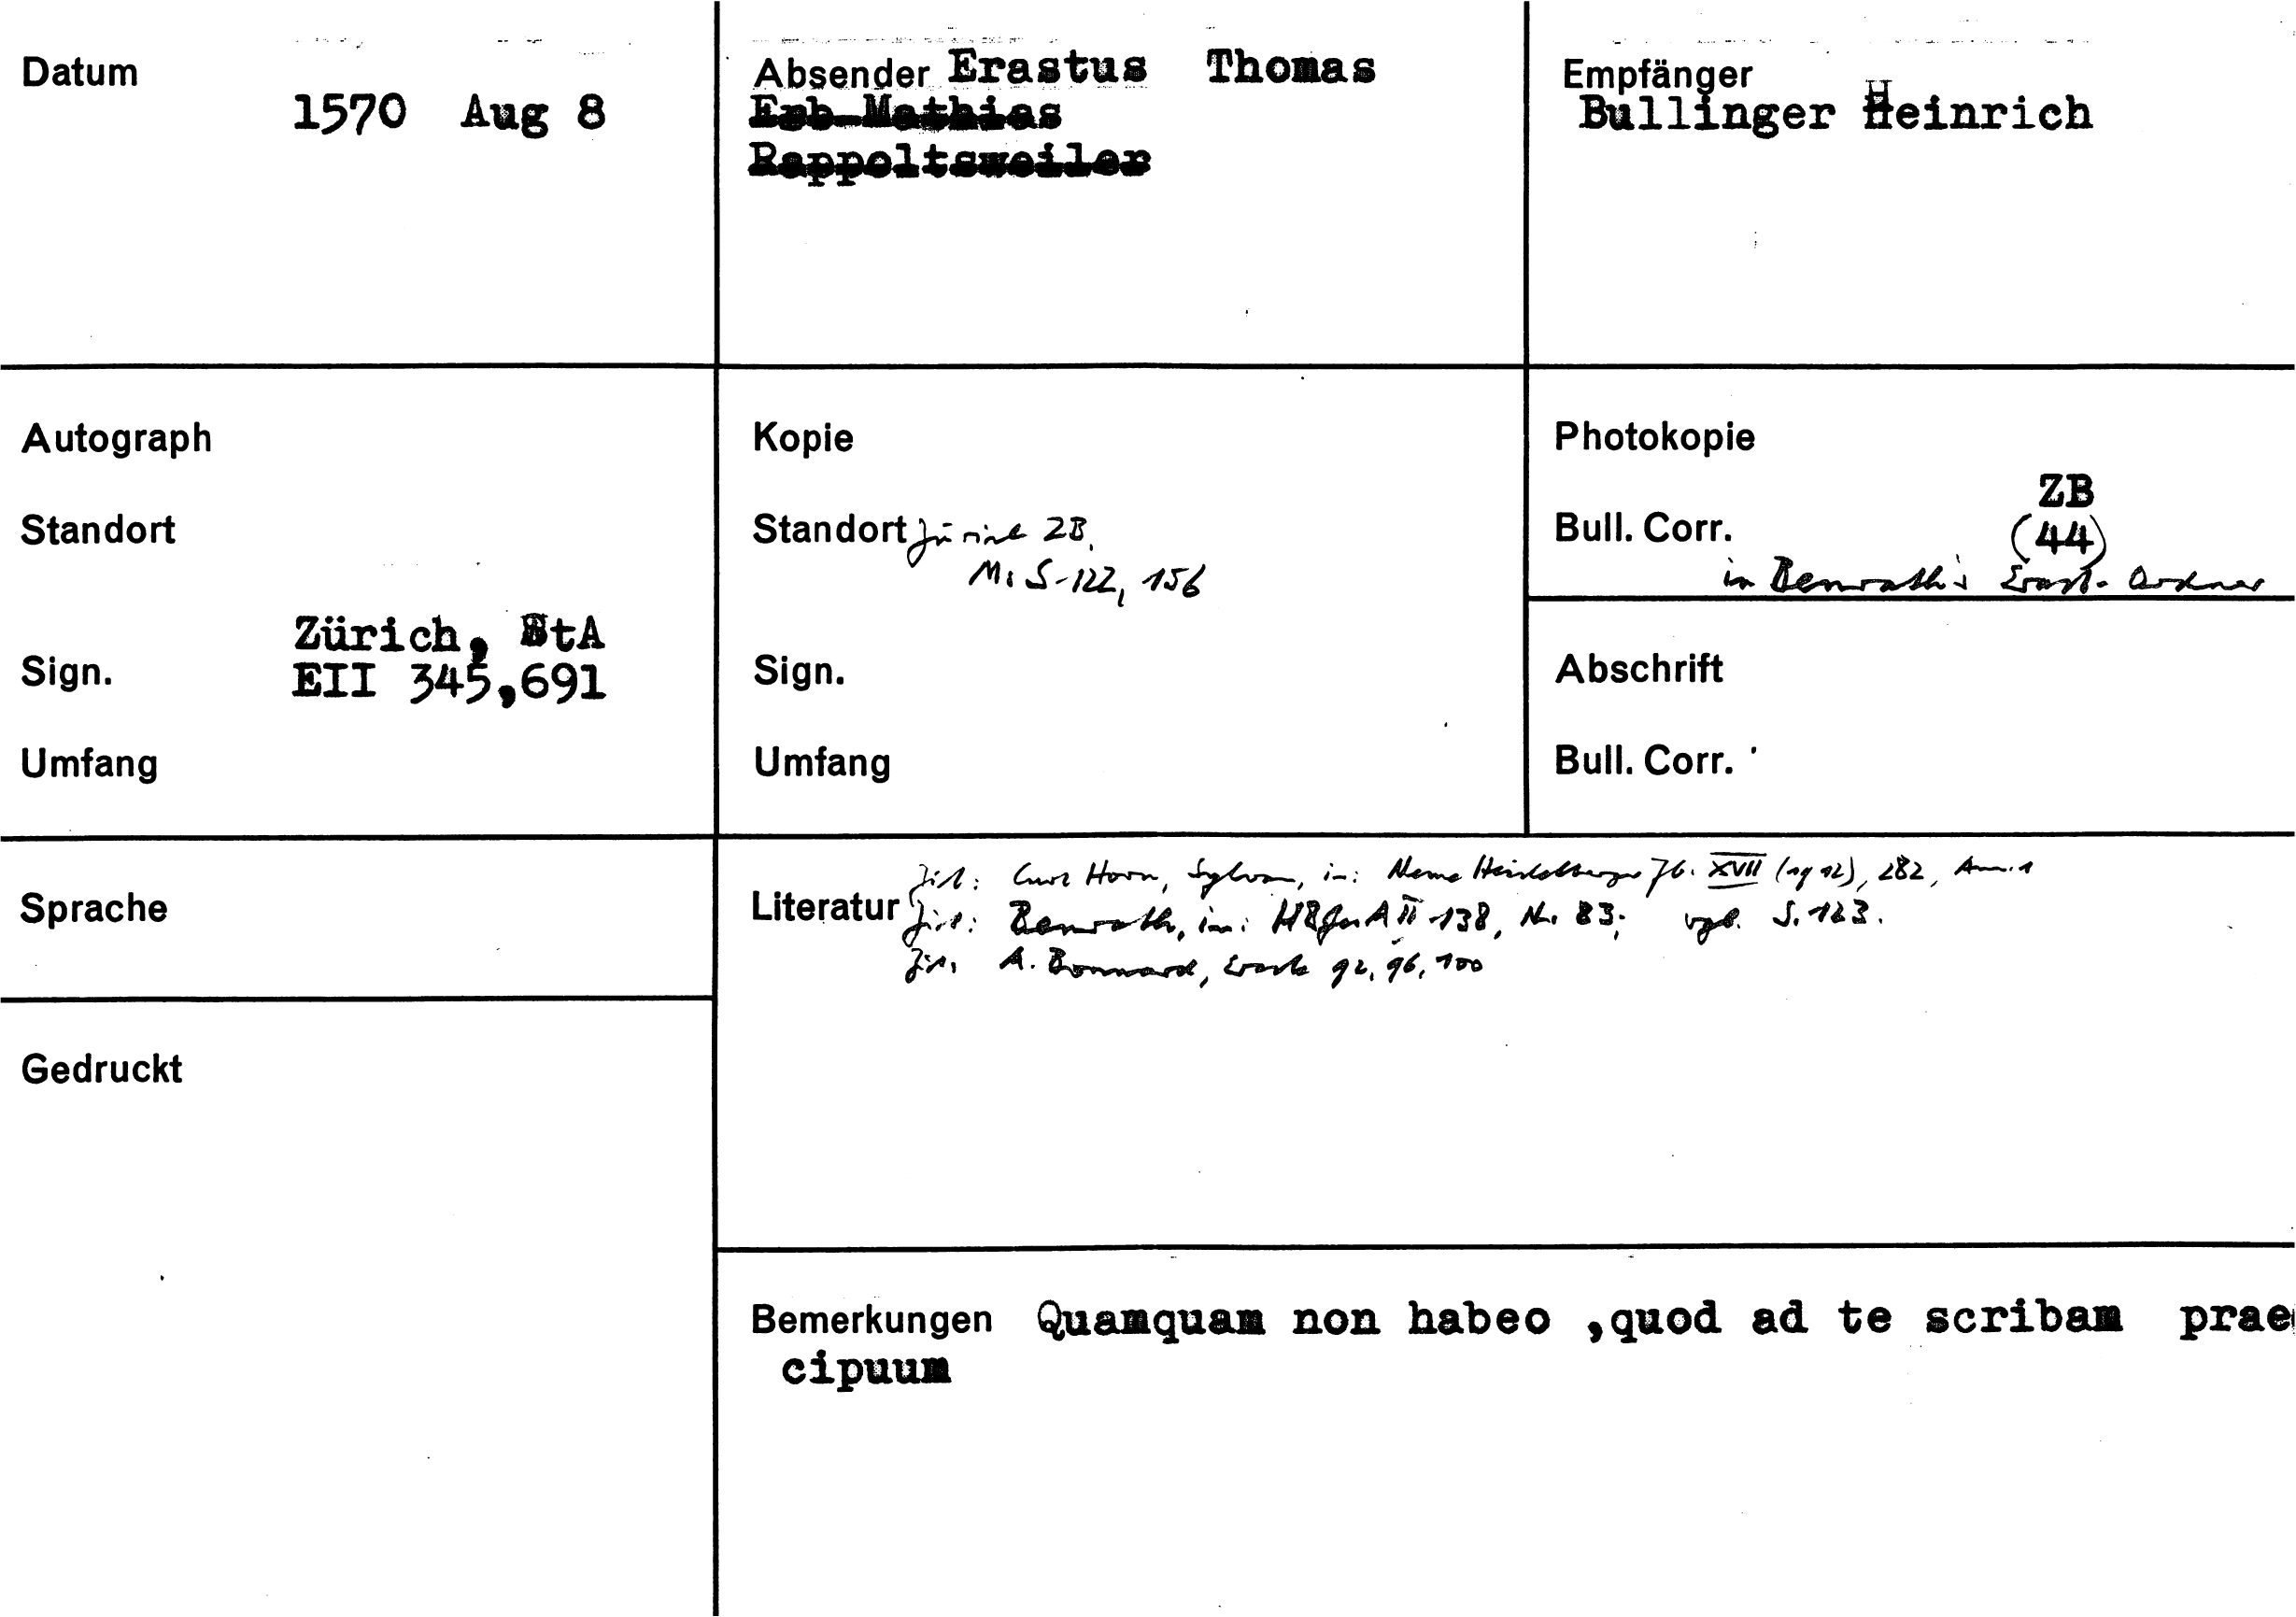 Datum
1570 Aug 8
Absender Erastus Thomas
Erb Mathias
Rappoltsweiler
Empfänger
Bullinger Heinrich
Autograph
Standort
Zürich, StA
Sign. EII 345,691
Umfang
Kopie
Standort Zürich ZB,
Ms S-122, 156
Sign.
Umfang
Photokopie
ZB
Bull. Corr. (44)
in Benrath's Erast-Ordner
Abschrift
Bull. Corr.
Sprache
Gedruckt
Zit: Curt Horn, Sylvan, in: Neue Heidelberger Jb. XVII (1912), 282, Anm. 1
Literatur Zit: Benrath, in: II 138, Nr. 83; vgl. S. 123.
Zit. A. Bonnard, Eraste 92, 96, 100
Bemerkungen Quamquam non habeo ,quod ad te scribam prae
cipuum